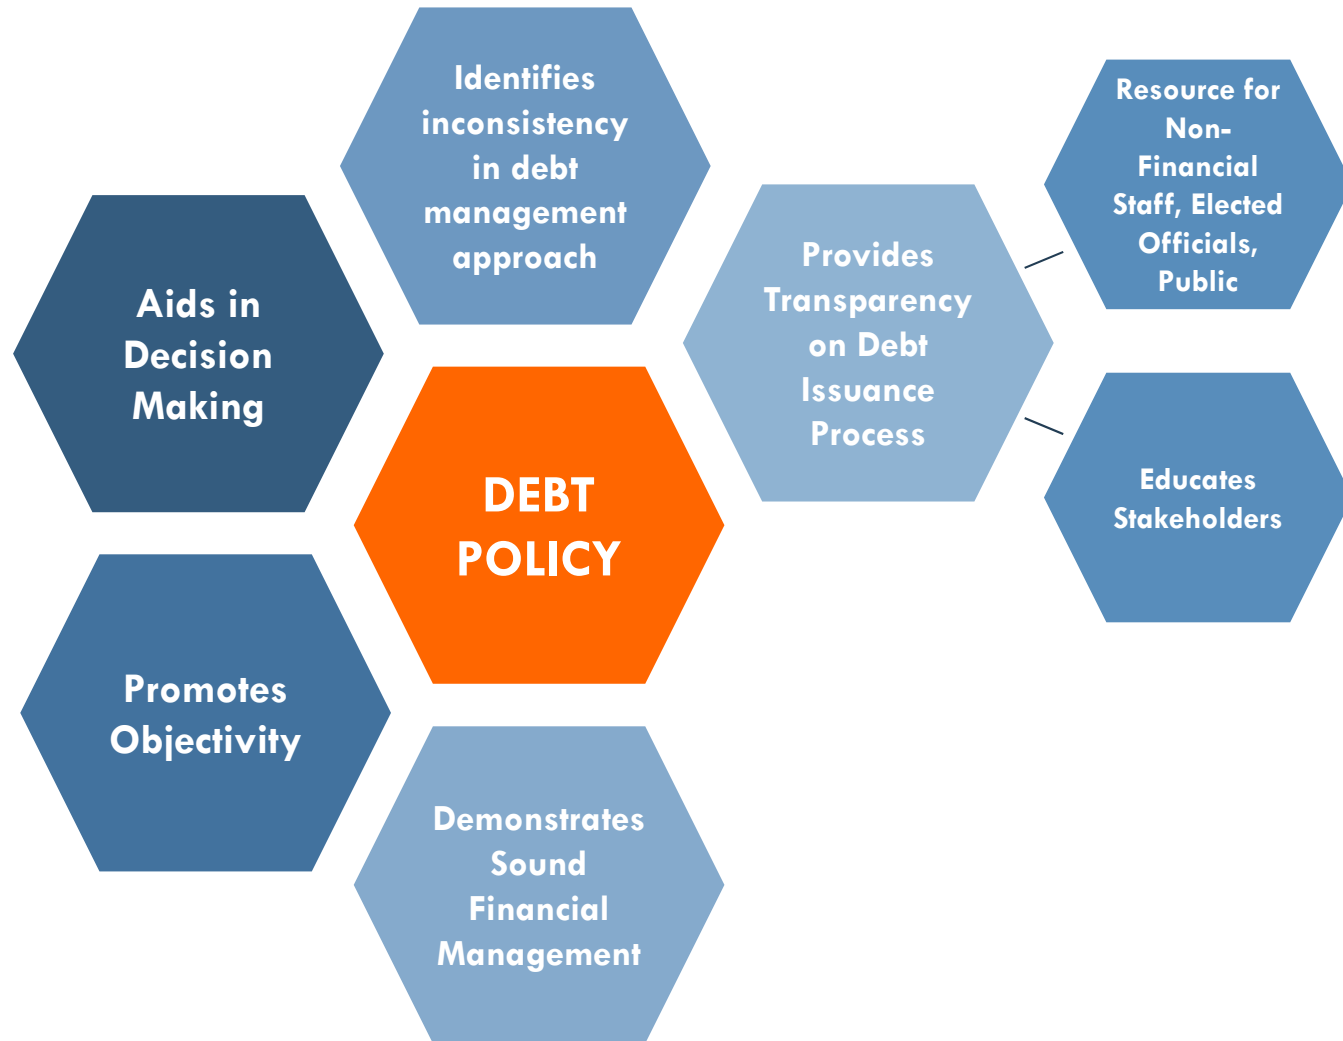 Identifies
inconsistency
in debt
management
approach
Resource for
Non-
Financial
Staff, Elected
Officials,
Public
Aids in
Decision
Making
Provides
Transparency
on Debt
Issuance
Process
DEBT
POLICY
Educates
Stakeholders
Promotes
Objectivity
Demonstrates
Sound
Financial
Management